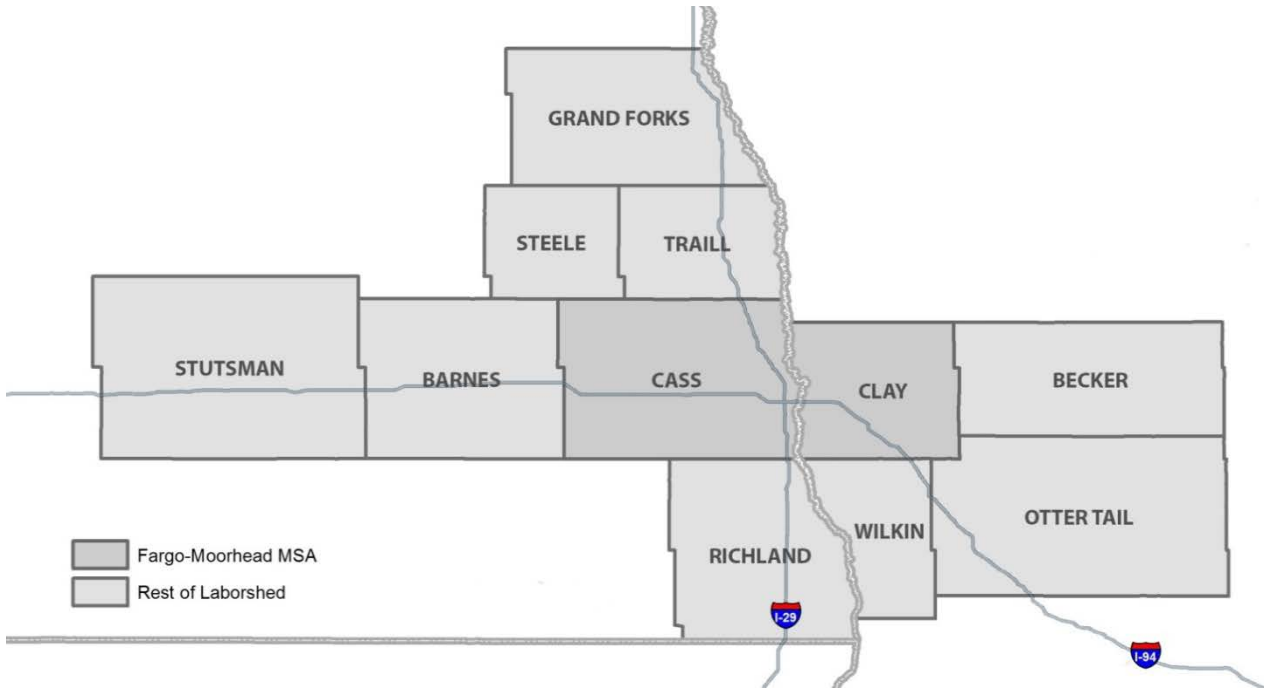 GRAND FORKS
STEELE
TRAILL
STUTSMAN
BARNES
CASS
CLAY
BECKER
OTTER TAIL
WILKIN
RICHLAND
Fargo-Moorhead MSA
Rest of Laborshed
I-29
I-94